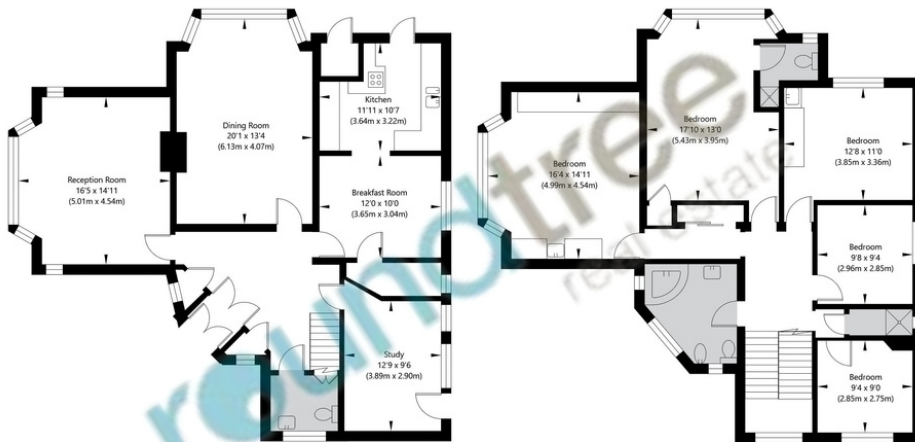 Dining Room
20'1 x 13'4
(6.13m x 4.07m)
Kitchen
11'11 x 10'7
(3.64m x 3.22m)
Reception Room
16'5 x 14'11
(5.01m x 4.54m)
Breakfast Room
12'0 x 10'0
(3.65m x 3.04m)
Study
12'9 x 9'6
(3.89m x 2.90m)
Bedroom
16'4 x 14'11
(4.99m x 4.54m)
Bedroom
17'10 x 13'0
(5.43m x 3.95m)
Bedroom
12'8 x 11'0
(3.85m x 3.36m)
Bedroom
9'8 x 9'4
(2.96m x 2.85m)
Bedroom
9'4 x 9'0
(2.85m x 2.75m)
roundtree
real estate